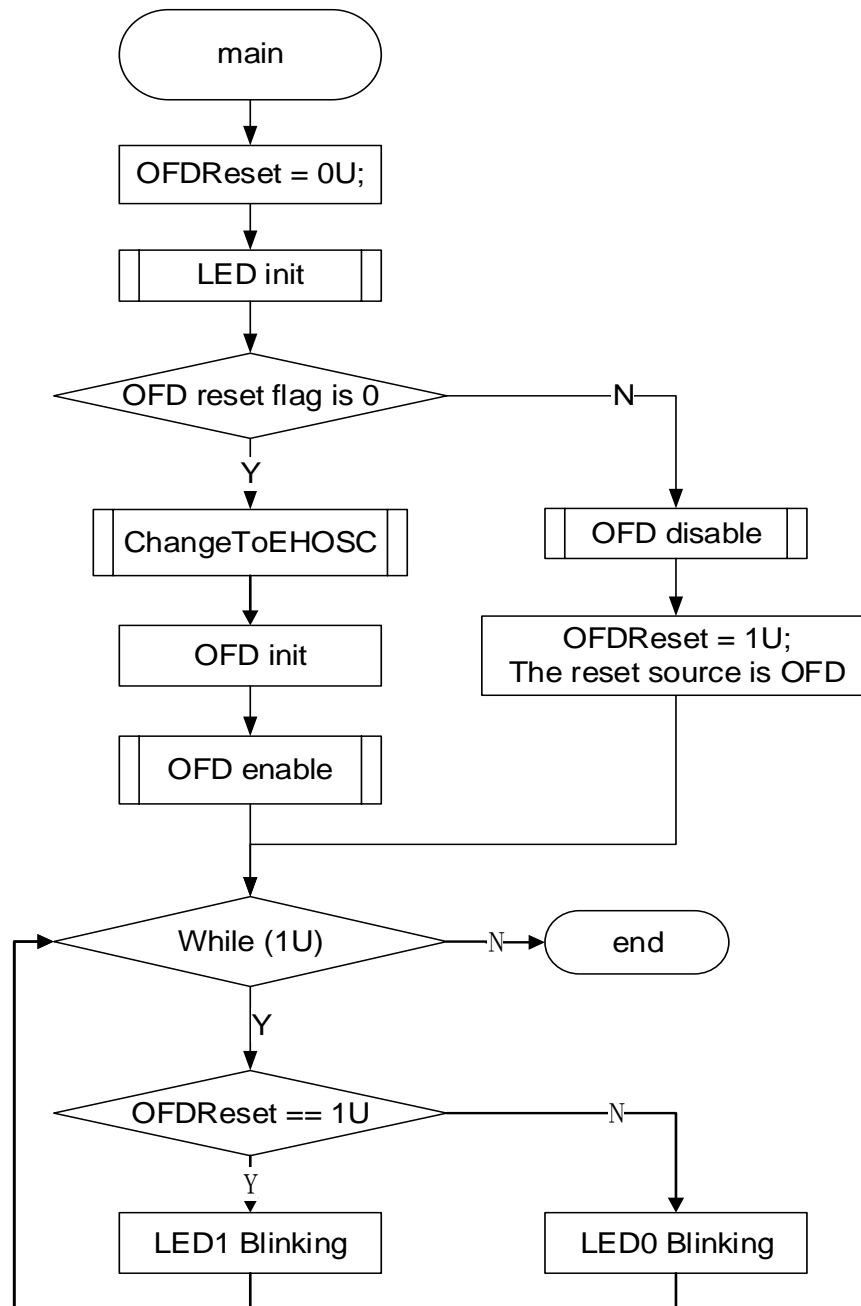 main
OFDReset = 0U;
LED init
OFD reset flag is 0
N
Y
ChangeToEHOSC
OFD disable
OFD init
OFDReset = 1U;
The reset source is OFD
OFD enable
While (1U)
N
end
Y
OFDReset == 1U
N
Y
LED1 Blinking
LED0 Blinking